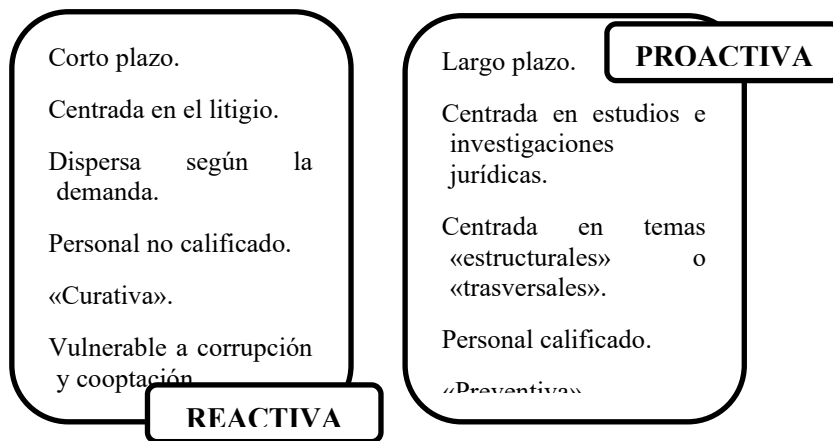 Corto plazo.
Centrada en el litigio.
Dispersa según la
demanda.
Personal no calificado.
«Curativa».
Vulnerable a corrupción
y cooptación
REACTIVA
PROACTIVA
Largo plazo.
Centrada en estudios e
investigaciones
jurídicas.
Centrada en temas
«estructurales» o
«trasversales».
Personal calificado.
«Preventiva»